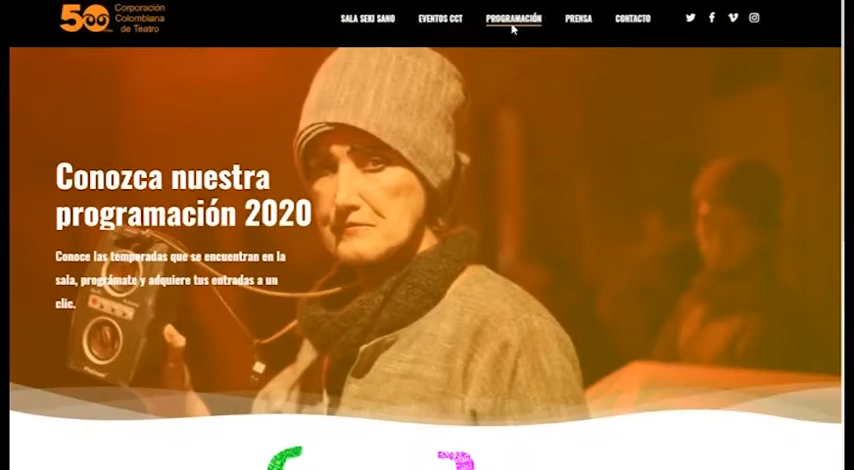 50
Corporación
Colombiana
de Teatro
SALA SEKI SANO EVENTOS CCT PROGRAMACIÓN PRENSA CONTACTO
Conozca nuestra
programación 2020
Conoce las temporadas que se encuentran en la
sala, prográmate y adquiere tus entradas a un
clic.